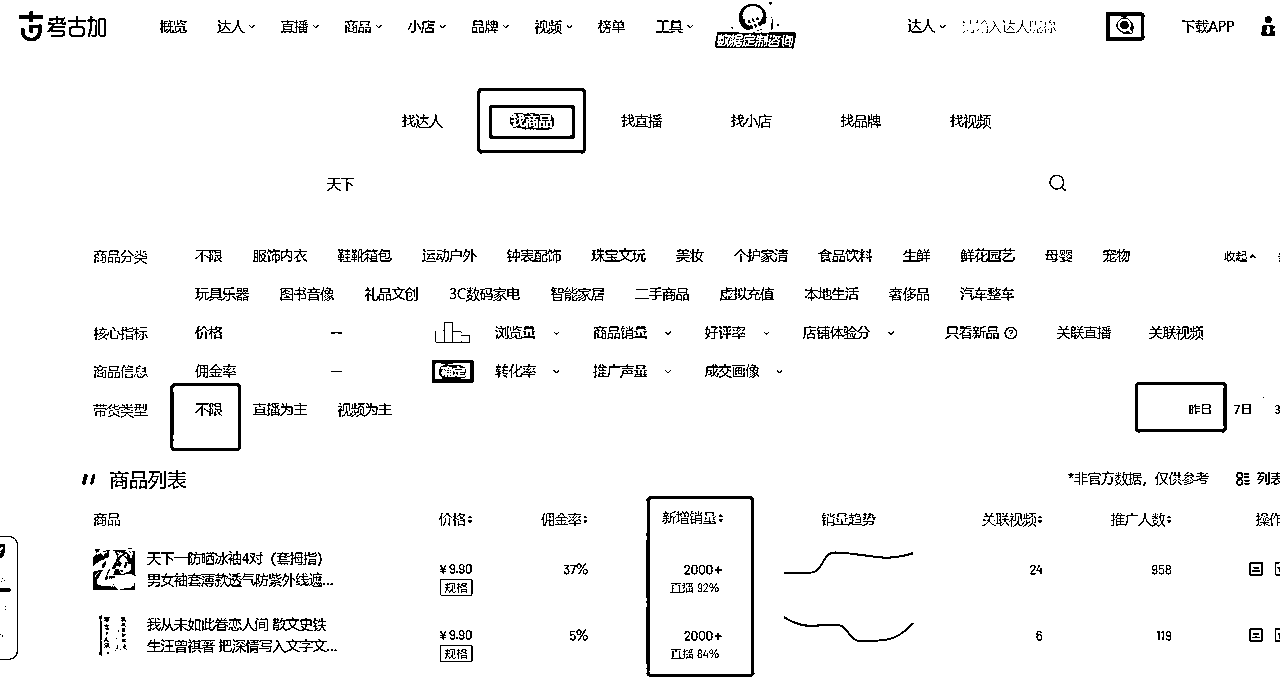 考古加 概览 达人 直播 商品 小店 品牌 视频 榜单 工具 数据定制咨询 达人 请输入达人昵称 下载APP
找达人 找商品 找直播 找小店 找品牌 找视频
天下
商品分类 不限 服饰内衣 鞋靴箱包 运动户外 钟表配饰 珠宝文玩 美妆 个护家清 食品饮料 生鲜 鲜花园艺 母婴 宠物 收起
玩具乐器 图书音像 礼品文创 3C数码家电 智能家居 二手商品 虚拟充值 本地生活 奢侈品 汽车整车
核心指标 价格 — 浏览量 商品销量 好评率 店铺体验分 只看新品 关联直播 关联视频
商品信息 佣金率 — 确定 转化率 推广声量 成交画像
带货类型 不限 直播为主 视频为主 昨日 7日 3
商品列表 *非官方数据，仅供参考 列表
商品 价格 佣金率 新增销量 销量趋势 关联视频 推广人数 操作
天下一防晒冰袖4对（套拇指）
男女袖套薄款透气防紫外线遮...
¥9.90 37% 2000+ 24 958
规格 直播 92%
我从未如此眷恋人间 散文史铁
生汪曾祺著 把深情写入文字文...
¥9.90 5% 2000+ 6 119
规格 直播 84%